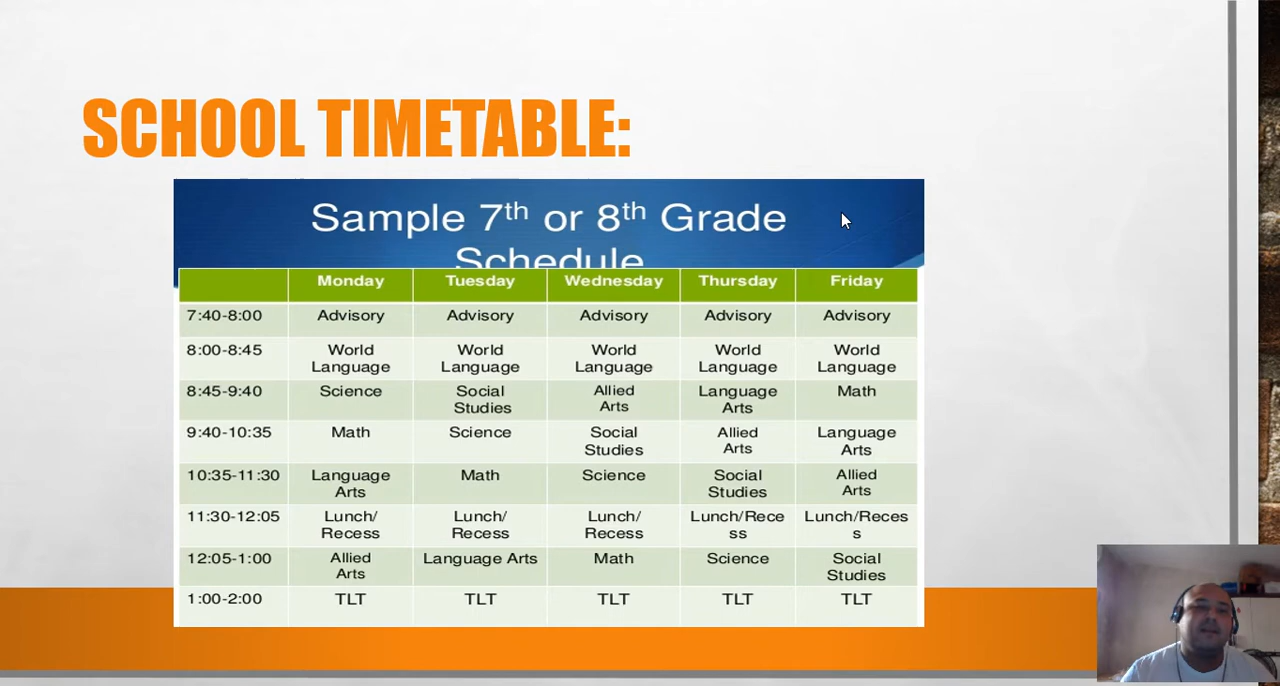 SCHOOL TIMETABLE:
Sample 7th or 8th Grade
Schedule
Monday Tuesday Wednesday Thursday Friday
7:40-8:00 Advisory Advisory Advisory Advisory Advisory
8:00-8:45 World World World World World
Language Language Language Language Language
8:45-9:40 Science Social Allied Language Math
Studies Arts Arts
9:40-10:35 Math Science Social Allied Language
Studies Arts Arts
10:35-11:30 Language Math Science Social Allied
Arts Studies Arts
11:30-12:05 Lunch/ Lunch/ Lunch/ Lunch/Rece Lunch/Reces
Recess Recess Recess ss s
12:05-1:00 Allied Language Arts Math Science Social
Arts Studies
1:00-2:00 TLT TLT TLT TLT TLT